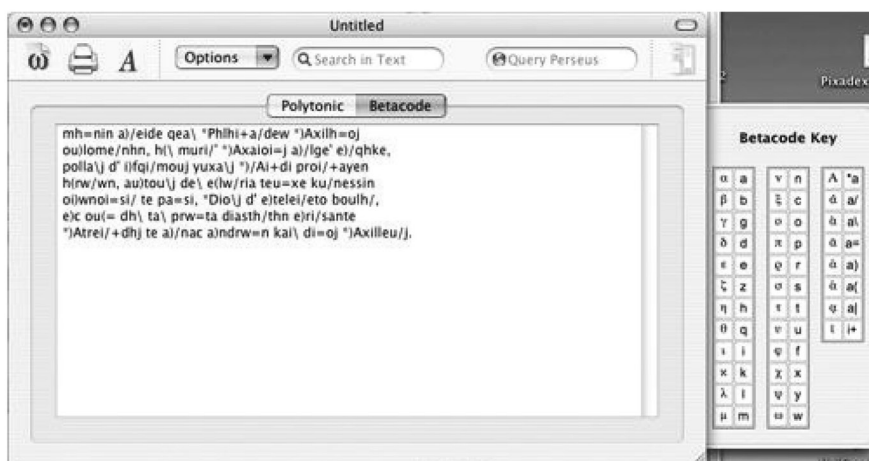 Untitled
ω A Options Search in Text Query Perseus
Polytonic Betacode
mh=nin a)/eide qea\ *Phlhi+a/dew *)Axilh=oj
ou)lome/nhn, h(\ muri/' *)Axaioi=j a)/lge' e)/qhke,
polla\j d' i)fqi/mouj yuxa\j *)/Ai+di proi/+ayen
h(rw/wn, au)tou\j de\ e(lw/ria teu=xe ku/nessin
oi)wnoi=si/ te pa=si, *Dio\j d' e)telei/eto boulh/,
e)c ou(= dh\ ta\ prw=ta diasth/thn e)ri/sante
*)Atrei/+dhj te a)/nac a)ndrw=n kai\ di=oj *)Axilleu/j.
Pixadex
Betacode Key
α a ν n Α *a
β b ξ c ά a/
γ g ο o ὰ a\
δ d π p ᾶ a=
ε e ρ r ἀ a)
ζ z σ s ἁ a(
η h τ t ᾳ a|
θ q υ u ϊ i+
ι i φ f
κ k χ x
λ l ψ y
μ m ω w